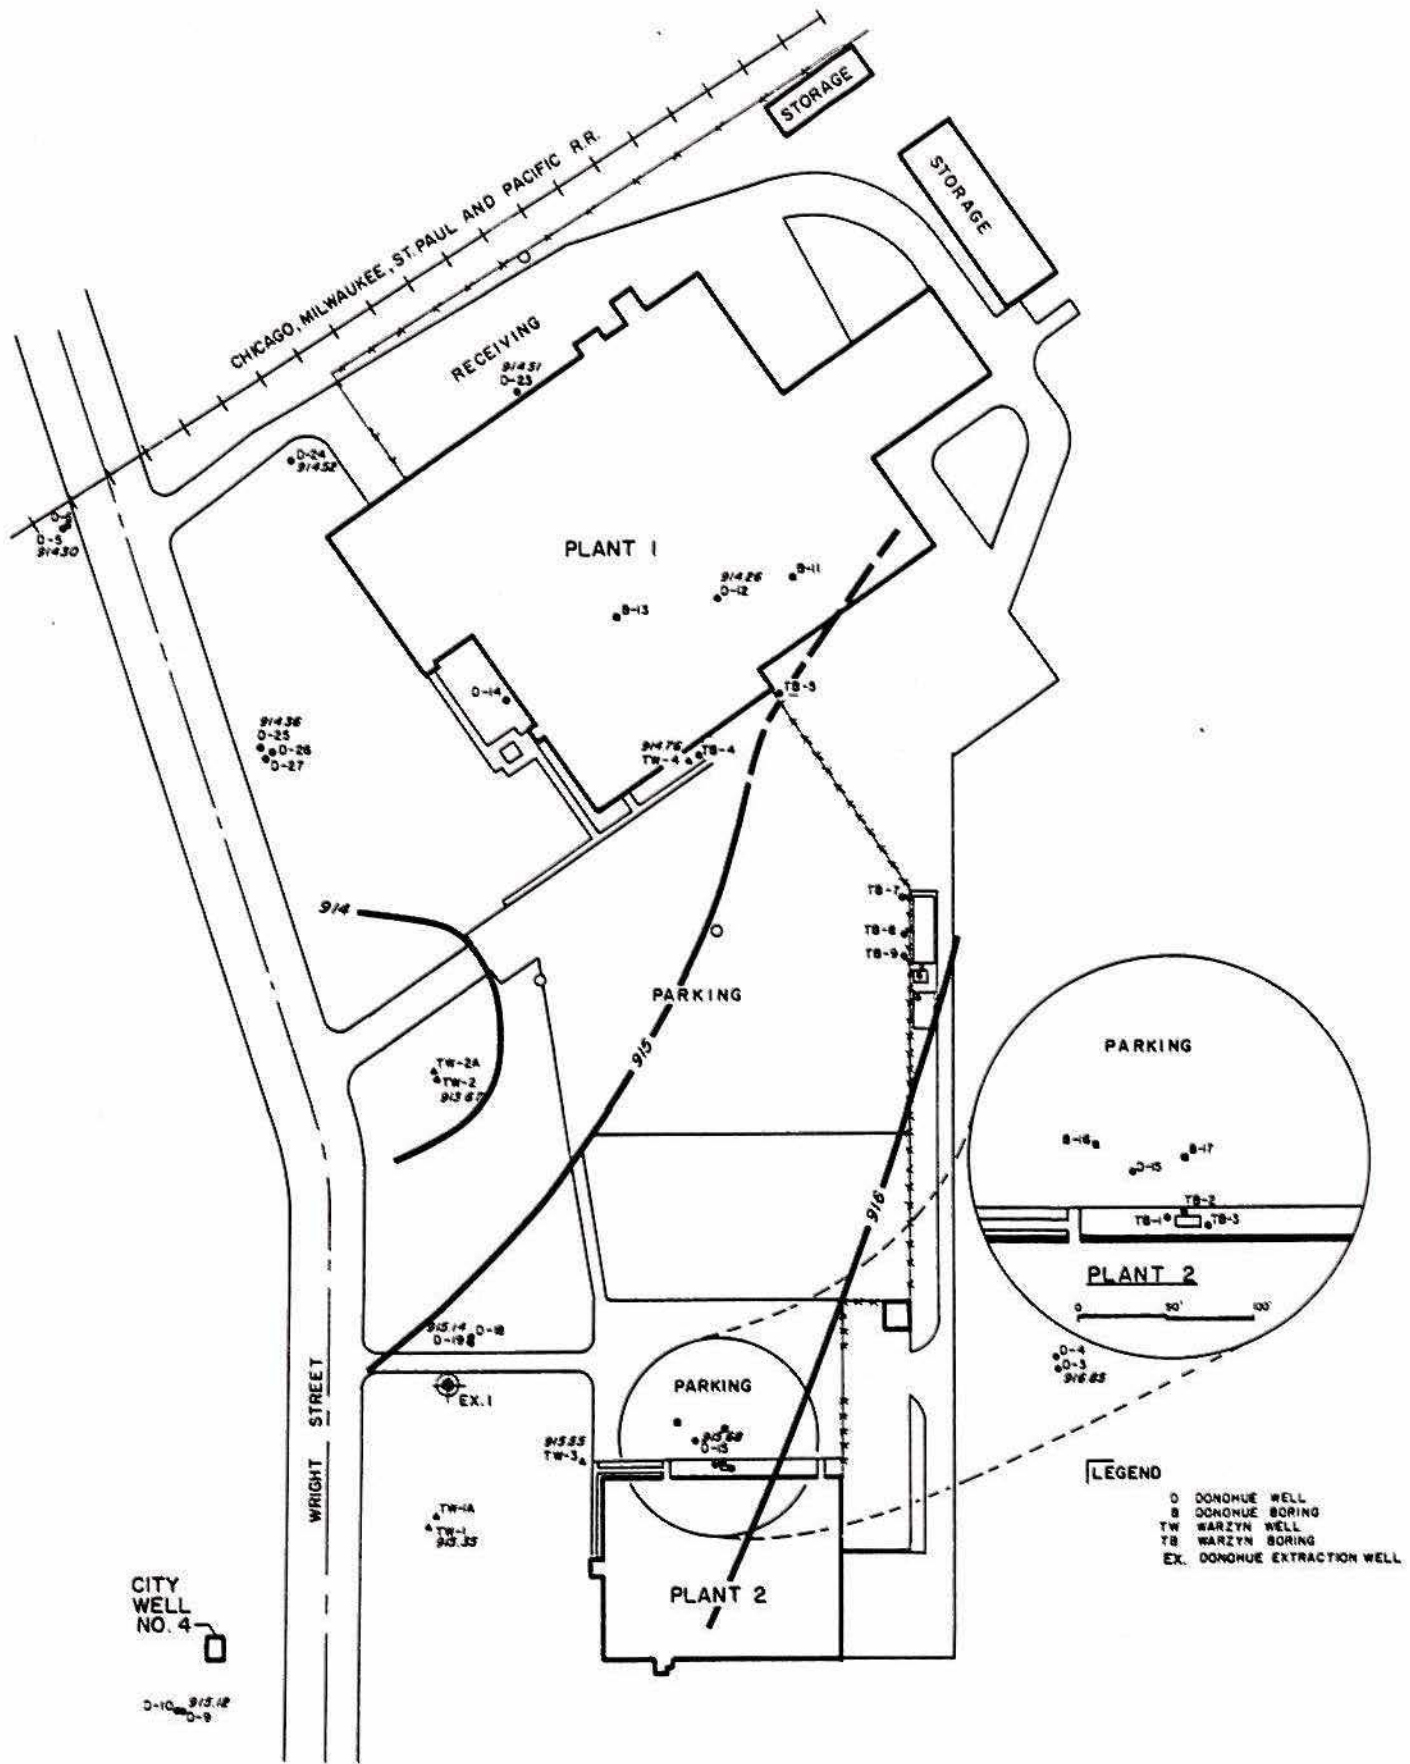 STORAGE
STORAGE
CHICAGO, MILWAUKEE, ST. PAUL AND PACIFIC R.R.
RECEIVING
914.51
D-23
D-24
914.52
D-5
914.30
PLANT 1
914.26
D-12
B-11
B-13
D-14
TB-5
914.36
D-25
D-26
D-27
914.76
TW-4
TB-4
914
TB-7
TB-8
TB-9
PARKING
915
TW-2A
TW-2
913.67
916
PARKING
B-16
D-15
B-17
TB-2
TB-1
TB-3
PLANT 2
0 50' 100'
915.14 D-18
D-19
EX. 1
PARKING
915.68
D-15
915.55
TW-3
D-4
D-3
916.85
WRIGHT STREET
TW-1A
TW-1
915.35
PLANT 2
CITY
WELL
NO. 4
D-10 915.12
D-9
LEGEND
D DONOHUE WELL
B DONOHUE BORING
TW WARZYN WELL
TB WARZYN BORING
EX. DONOHUE EXTRACTION WELL